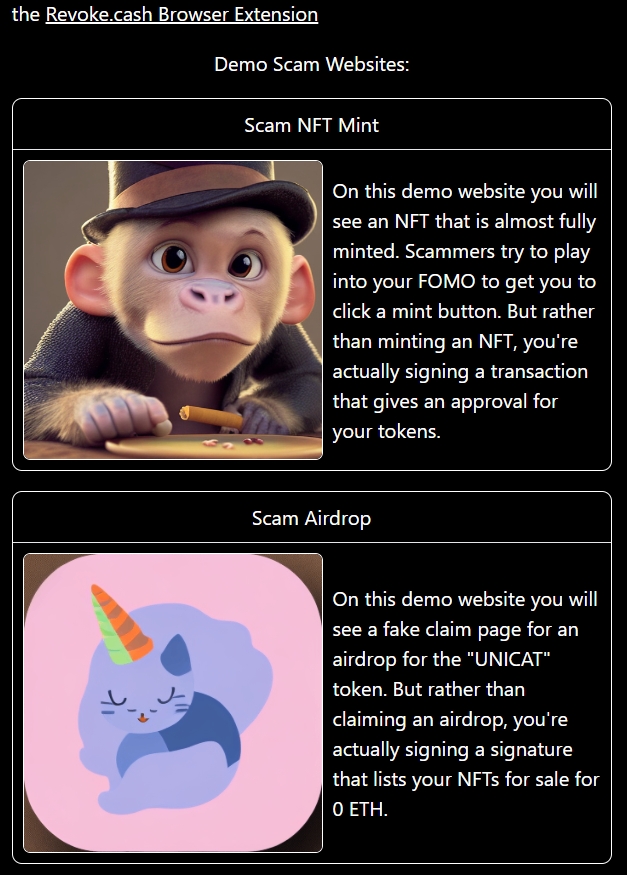 the Revoke.cash Browser Extension
Demo Scam Websites:
Scam NFT Mint
On this demo website you will
see an NFT that is almost fully
minted. Scammers try to play
into your FOMO to get you to
click a mint button. But rather
than minting an NFT, you're
actually signing a transaction
that gives an approval for
your tokens.
Scam Airdrop
On this demo website you will
see a fake claim page for an
airdrop for the "UNICAT"
token. But rather than
claiming an airdrop, you're
actually signing a signature
that lists your NFTs for sale for
0 ETH.